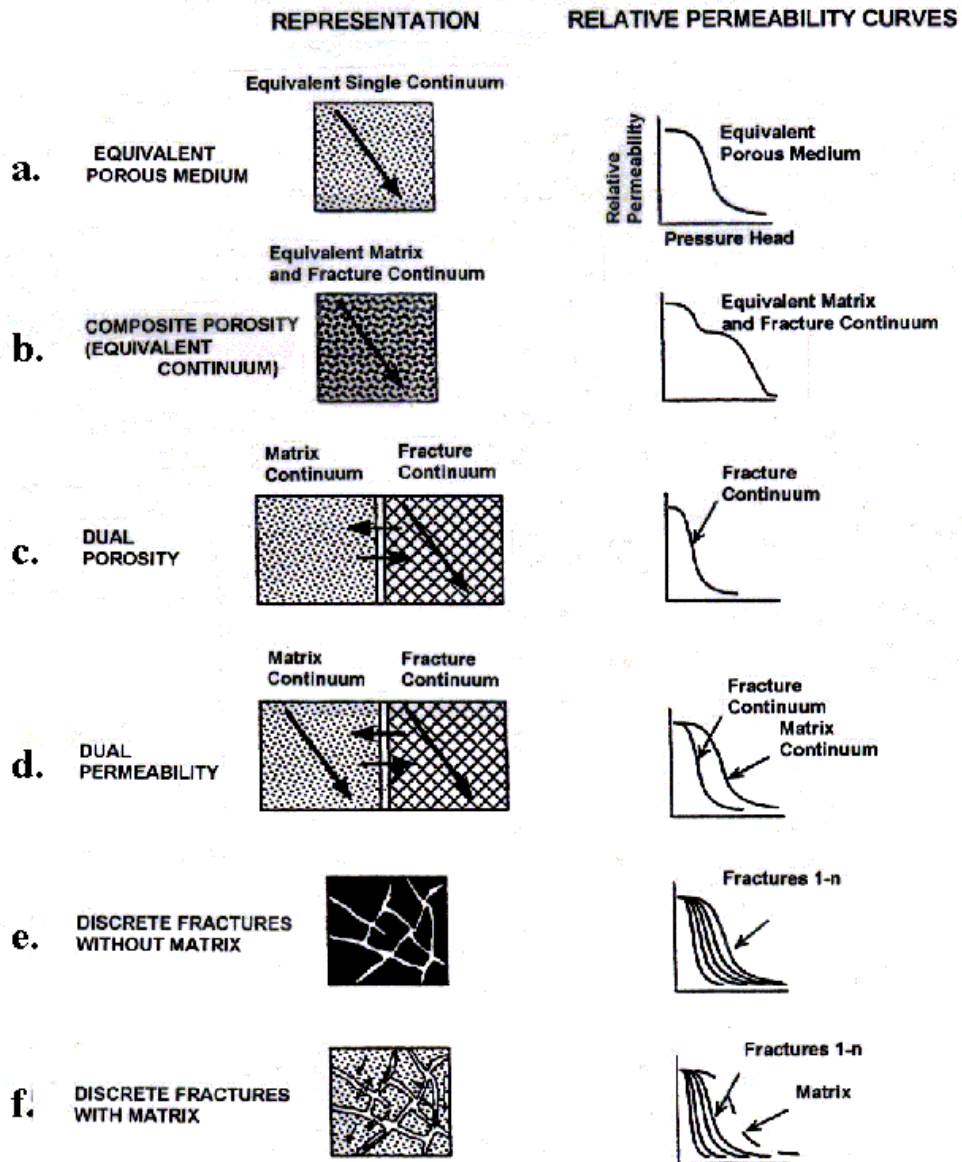 REPRESENTATION
RELATIVE PERMEABILITY CURVES
a.
EQUIVALENT
POROUS MEDIUM
Equivalent Single Continuum
Relative
Permeability
Equivalent
Porous Medium
Pressure Head
b.
COMPOSITE POROSITY
(EQUIVALENT
CONTINUUM)
Equivalent Matrix
and Fracture Continuum
Equivalent Matrix
and Fracture Continuum
c.
DUAL
POROSITY
Matrix
Continuum
Fracture
Continuum
Fracture
Continuum
d.
DUAL
PERMEABILITY
Matrix
Continuum
Fracture
Continuum
Fracture
Continuum
Matrix
Continuum
e.
DISCRETE FRACTURES
WITHOUT MATRIX
Fractures 1-n
f.
DISCRETE FRACTURES
WITH MATRIX
Fractures 1-n
Matrix